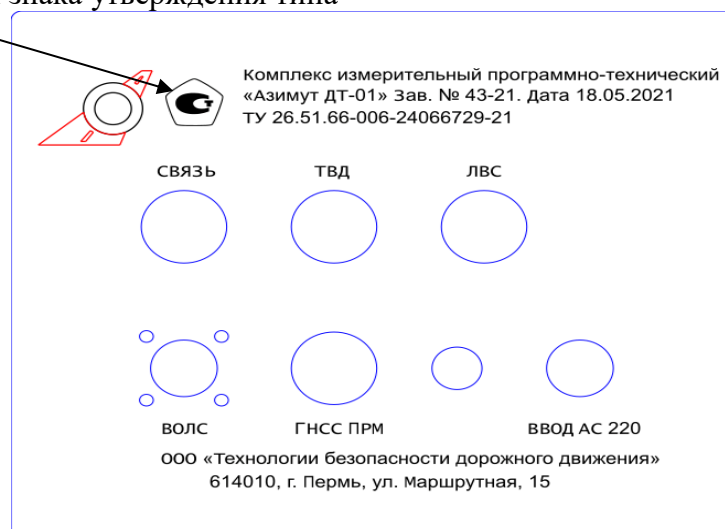 знака утверждения типа
Комплекс измерительный программно-технический
«Азимут ДТ-01» Зав. № 43-21. Дата 18.05.2021
ТУ 26.51.66-006-24066729-21
СВЯЗЬ ТВД ЛВС
ВОЛС ГНСС ПРМ ВВОД АС 220
ООО «Технологии безопасности дорожного движения»
614010, г. Пермь, ул. Маршрутная, 15